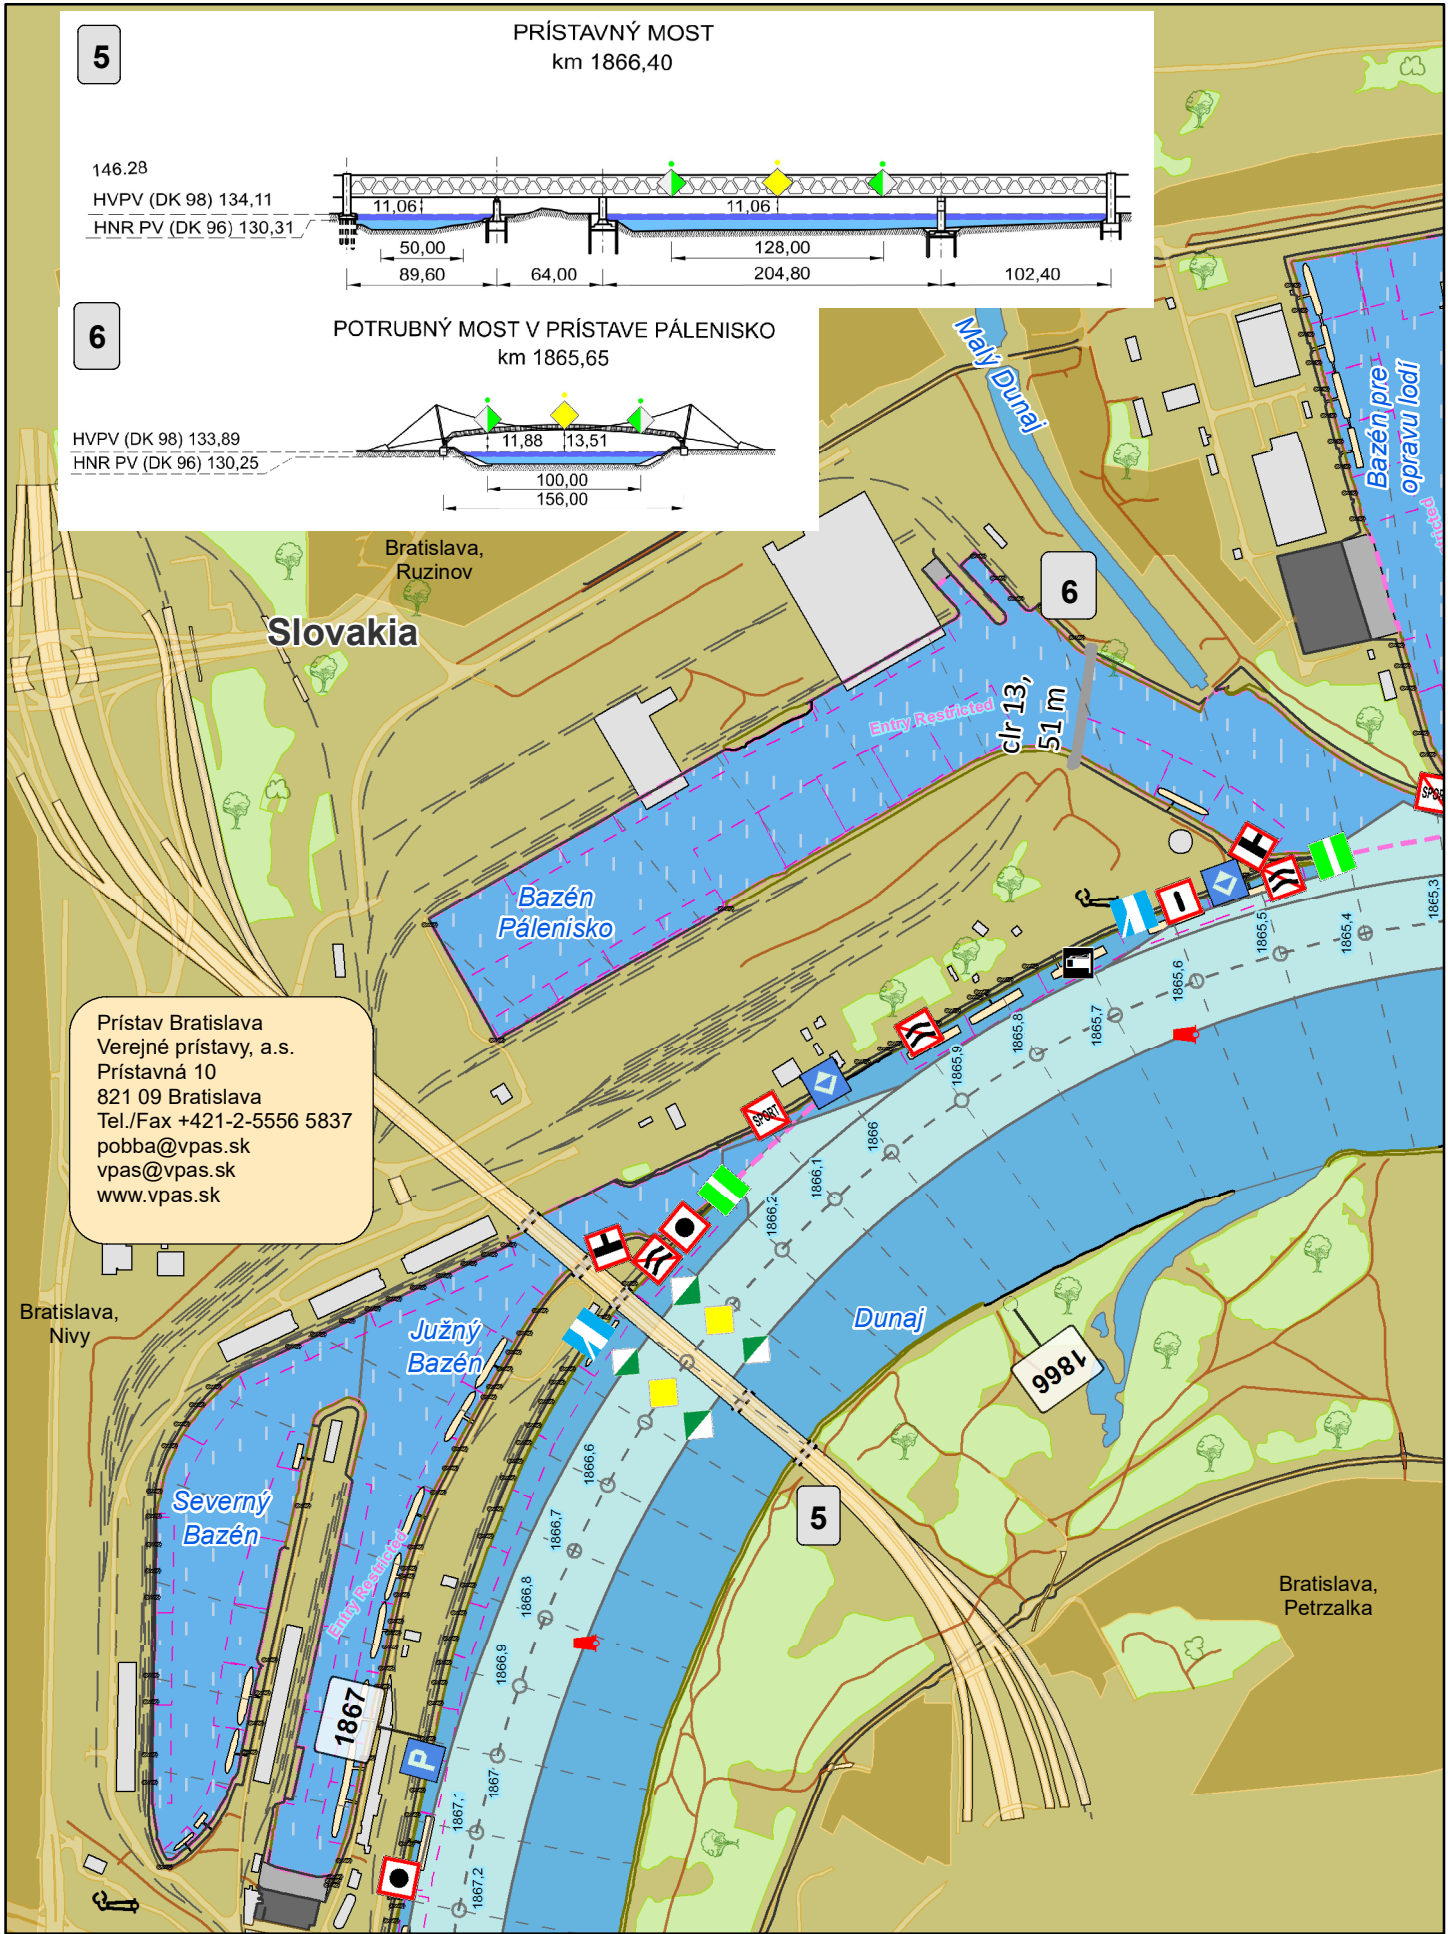 5
PRÍSTAVNÝ MOST
km 1866,40
146.28
HVPV (DK 98) 134,11
HNR PV (DK 96) 130,31
11,06
11,06
50,00
128,00
89,60
64,00
204,80
102,40
6
POTRUBNÝ MOST V PRÍSTAVE PÁLENISKO
km 1865,65
HVPV (DK 98) 133,89
HNR PV (DK 96) 130,25
11,88
13,51
100,00
156,00
Malý Dunaj
Bazén pre
opravu lodí
Bratislava,
Ruzinov
Slovakia
6
clr 13,
51 m
Entry Restricted
Bazén
Pálenisko
SPORT
1865,3
1865,4
1865,5
1865,6
1865,7
1865,8
1865,9
1866
1866,1
1866,2
SPORT
Prístav Bratislava
Verejné prístavy, a.s.
Prístavná 10
821 09 Bratislava
Tel./Fax +421-2-5556 5837
pobba@vpas.sk
vpas@vpas.sk
www.vpas.sk
Bratislava,
Nivy
Južný
Bazén
Dunaj
1866
Severný
Bazén
Entry Restricted
5
1866,6
1866,7
1866,8
1866,9
1867
1867
P
1867,2
Bratislava,
Petrzalka